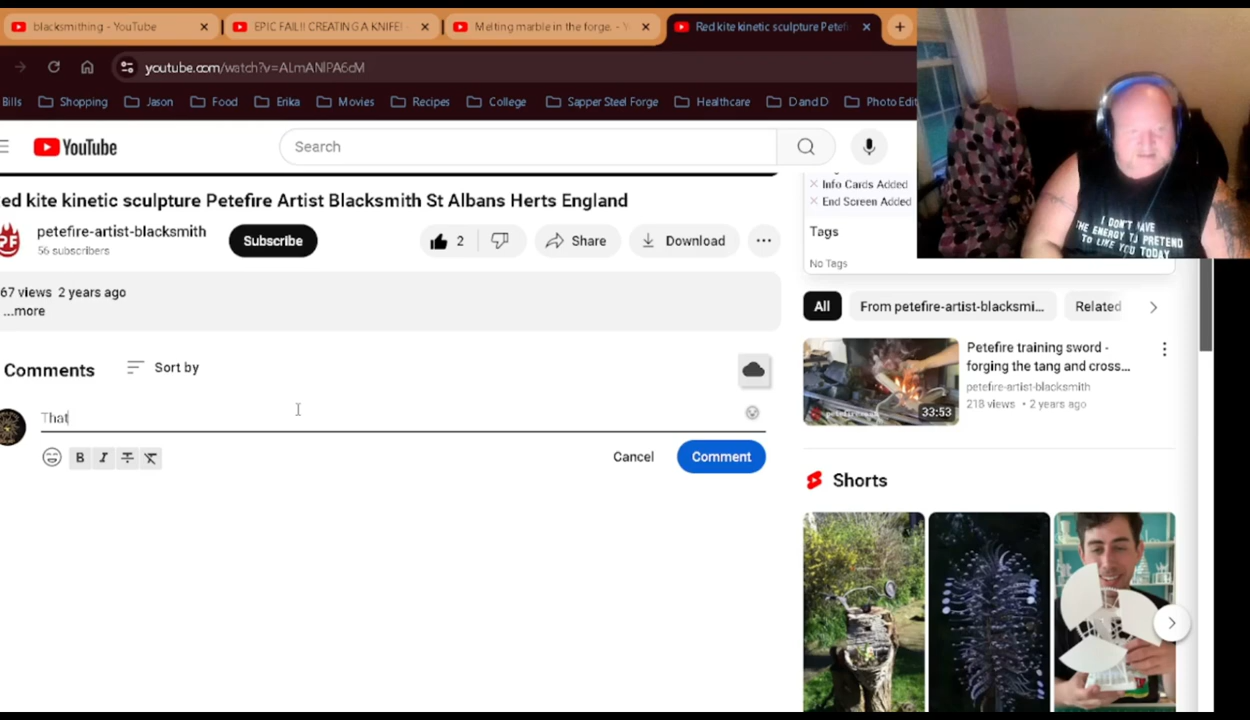 blacksmithing - YouTube
EPIC FAIL!! CREATING A KNIFE!
Melting marble in the forge. - Y
Red kite kinetic sculpture Petefi
youtube.com/watch?v=ALmANlPA6cM
Bills
Shopping
Jason
Food
Erika
Movies
Recipes
College
Sapper Steel Forge
Healthcare
D and D
Photo Edit
YouTube
Search
ed kite kinetic sculpture Petefire Artist Blacksmith St Albans Herts England
PF
petefire-artist-blacksmith
56 subscribers
Subscribe
2
Share
Download
67 views 2 years ago
...more
Comments
Sort by
That
B I T
Cancel
Comment
Info Cards Added
End Screen Added
Tags
No Tags
All
From petefire-artist-blacksmi...
Related
Petefire training sword -
forging the tang and cross...
petefire-artist-blacksmith
218 views • 2 years ago
33:53
Shorts
I DON'T HAVE
THE ENERGY TO PRETEND
TO LIKE YOU TODAY